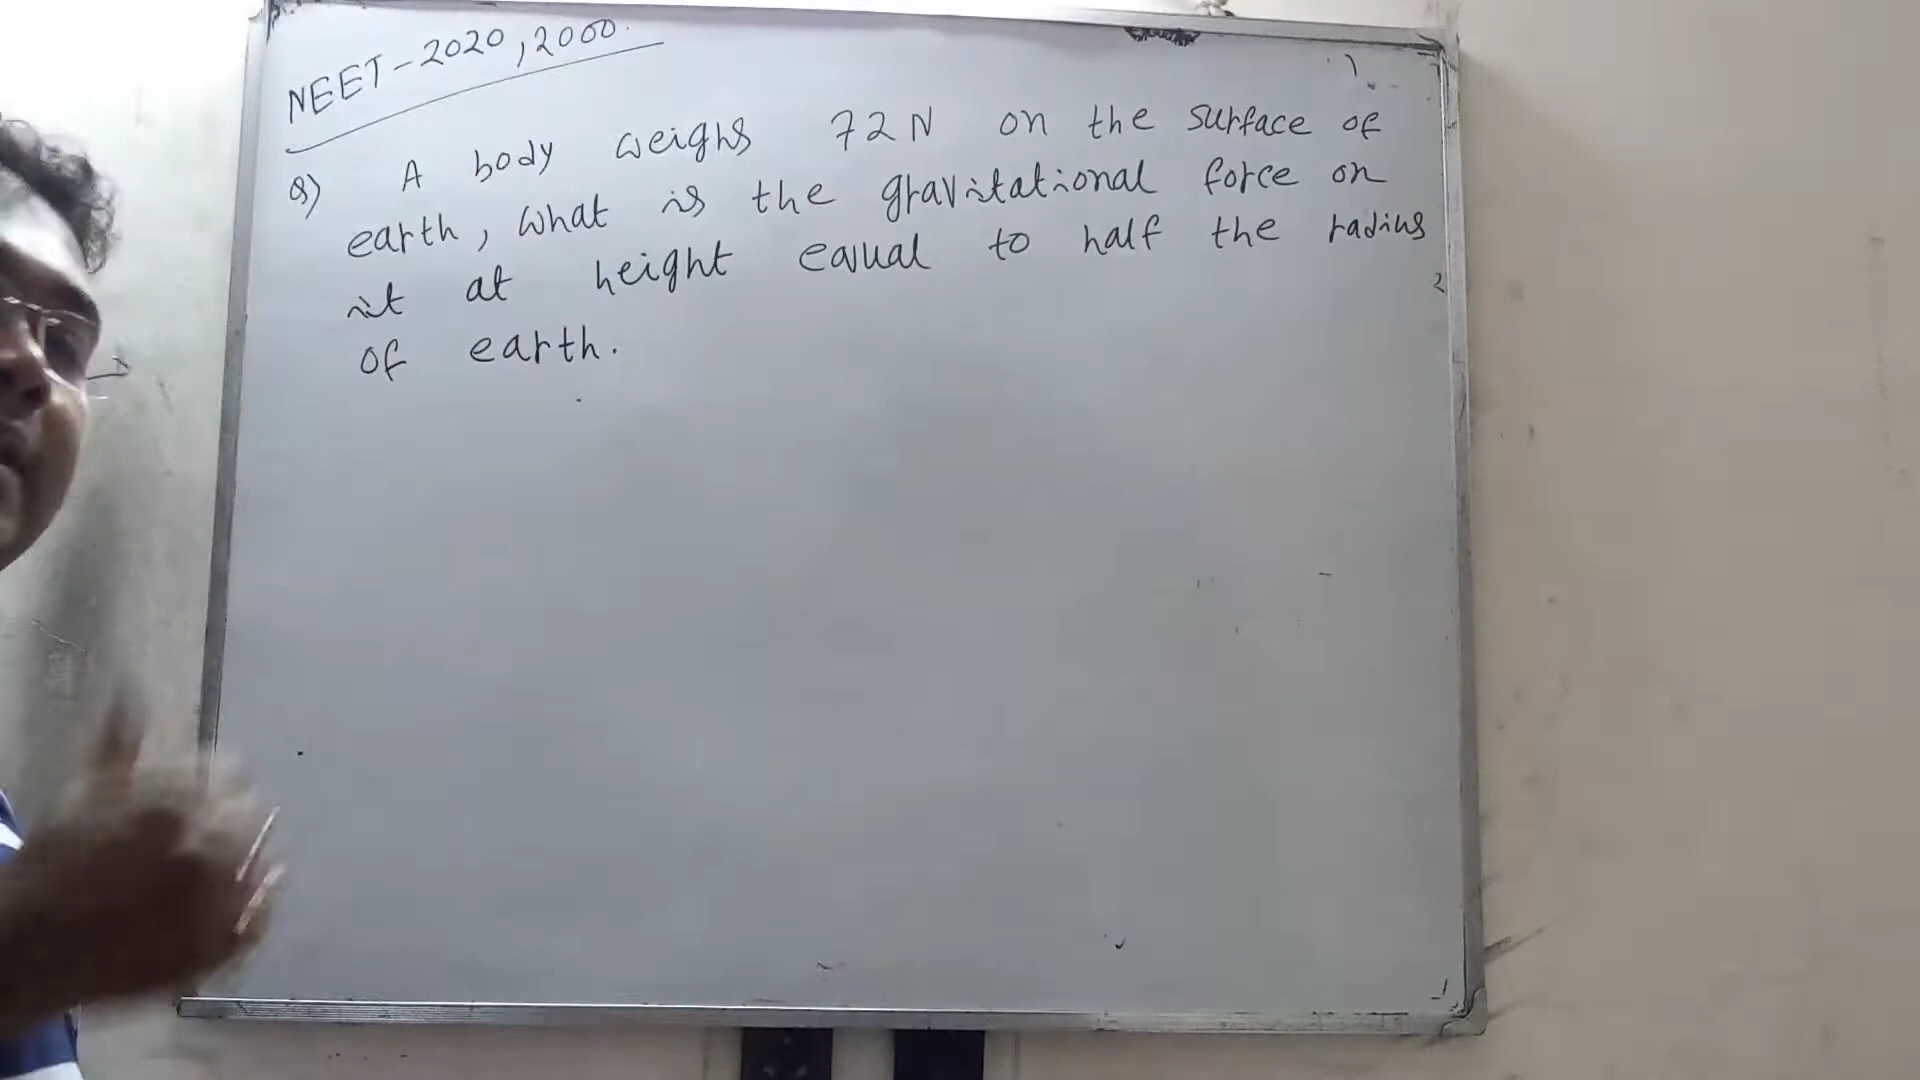 NEET-2020, 2000.
Q) A body weighs 72N on the surface of
earth, what is the gravitational force on
it at height equal to half the radius
of earth.